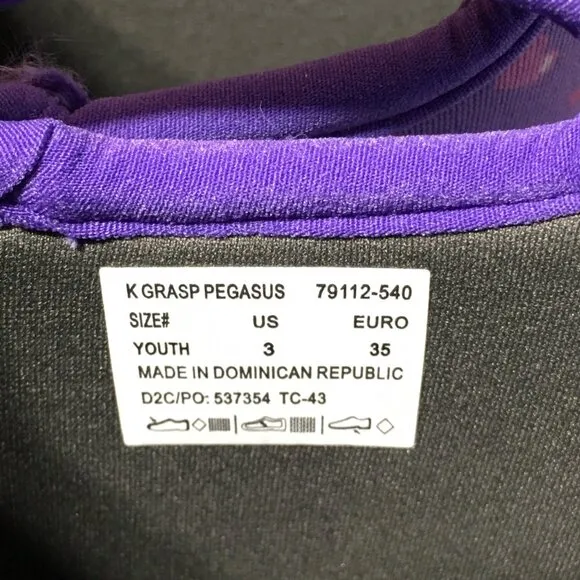 K GRASP PEGASUS 79112-540
SIZE# US EURO
YOUTH 3 35
MADE IN DOMINICAN REPUBLIC
D2C/PO: 537354 TC-43